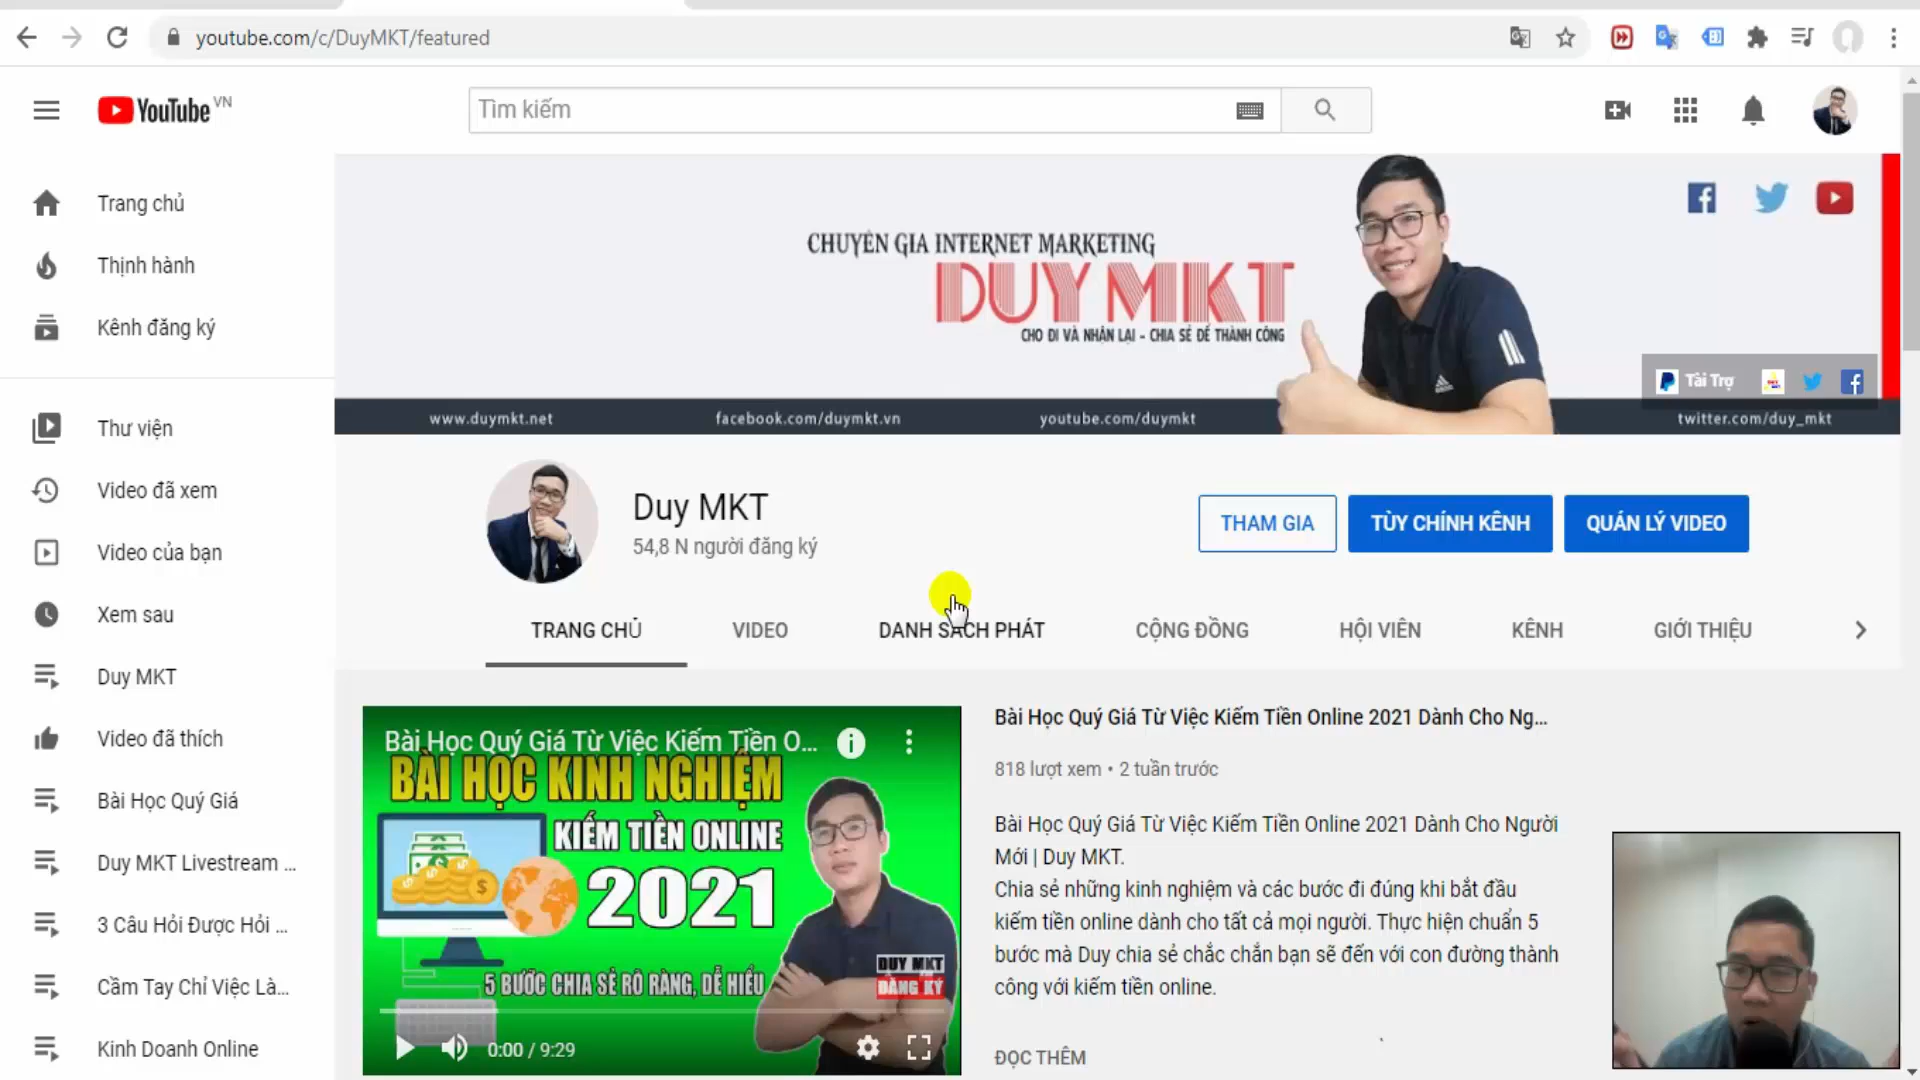 youtube.com/c/DuyMKT/featured
YouTube VN
Tìm kiếm
Trang chủ
Thịnh hành
Kênh đăng ký
Thư viện
Video đã xem
Video của bạn
Xem sau
Duy MKT
Video đã thích
Bài Học Quý Giá
Duy MKT Livestream ...
3 Câu Hỏi Được Hỏi ...
Cầm Tay Chỉ Việc Là...
Kinh Doanh Online
CHUYÊN GIA INTERNET MARKETING
DUY MKT
CHO ĐI VÀ NHẬN LẠI - CHIA SẺ ĐỂ THÀNH CÔNG
Tài Trợ
www.duymkt.net
facebook.com/duymkt.vn
youtube.com/duymkt
twitter.com/duy_mkt
Duy MKT
54,8 N người đăng ký
THAM GIA
TÙY CHỈNH KÊNH
QUẢN LÝ VIDEO
TRANG CHỦ
VIDEO
DANH SÁCH PHÁT
CỘNG ĐỒNG
HỘI VIÊN
KÊNH
GIỚI THIỆU
Bài Học Quý Giá Từ Việc Kiếm Tiền O...
BÀI HỌC KINH NGHIỆM
KIẾM TIỀN ONLINE
2021
5 BƯỚC CHIA SẺ RÕ RÀNG, DỄ HIỂU
DUY MKT
ĐĂNG KÝ
0:00 / 9:29
Bài Học Quý Giá Từ Việc Kiếm Tiền Online 2021 Dành Cho Ng...
818 lượt xem • 2 tuần trước
Bài Học Quý Giá Từ Việc Kiếm Tiền Online 2021 Dành Cho Người
Mới | Duy MKT.
Chia sẻ những kinh nghiệm và các bước đi đúng khi bắt đầu
kiếm tiền online dành cho tất cả mọi người. Thực hiện chuẩn 5
bước mà Duy chia sẻ chắc chắn bạn sẽ đến với con đường thành
công với kiếm tiền online.
ĐỌC THÊM